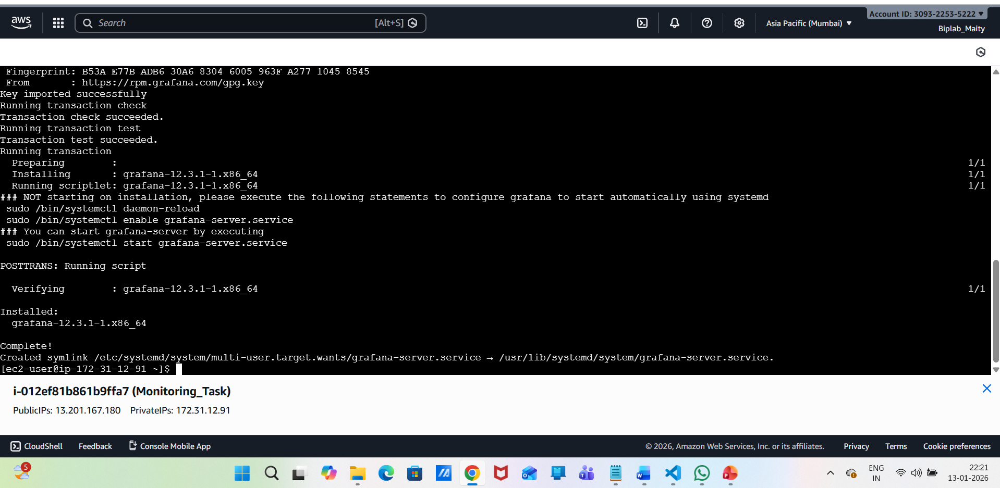 aws
Search [Alt+S]
Asia Pacific (Mumbai) ▼
Account ID: 3093-2253-5222 ▼
Biplab_Maity
Fingerprint: B53A E77B ADB6 30A6 8304 6005 963F A277 1045 8545
From       : https://rpm.grafana.com/gpg.key
Key imported successfully
Running transaction check
Transaction check succeeded.
Running transaction test
Transaction test succeeded.
Running transaction
  Preparing        :                                                        1/1
  Installing       : grafana-12.3.1-1.x86_64                                1/1
  Running scriptlet: grafana-12.3.1-1.x86_64                                1/1
### NOT starting on installation, please execute the following statements to configure grafana to start automatically using systemd
 sudo /bin/systemctl daemon-reload
 sudo /bin/systemctl enable grafana-server.service
### You can start grafana-server by executing
 sudo /bin/systemctl start grafana-server.service
POSTTRANS: Running script
  Verifying        : grafana-12.3.1-1.x86_64                                1/1
Installed:
  grafana-12.3.1-1.x86_64
Complete!
Created symlink /etc/systemd/system/multi-user.target.wants/grafana-server.service → /usr/lib/systemd/system/grafana-server.service.
[ec2-user@ip-172-31-12-91 ~]$
i-012ef81b861b9ffa7 (Monitoring_Task)
PublicIPs: 13.201.167.180 PrivateIPs: 172.31.12.91
CloudShell Feedback Console Mobile App © 2026, Amazon Web Services, Inc. or its affiliates. Privacy Terms Cookie preferences
5
ENG
IN
22:21
13-01-2026